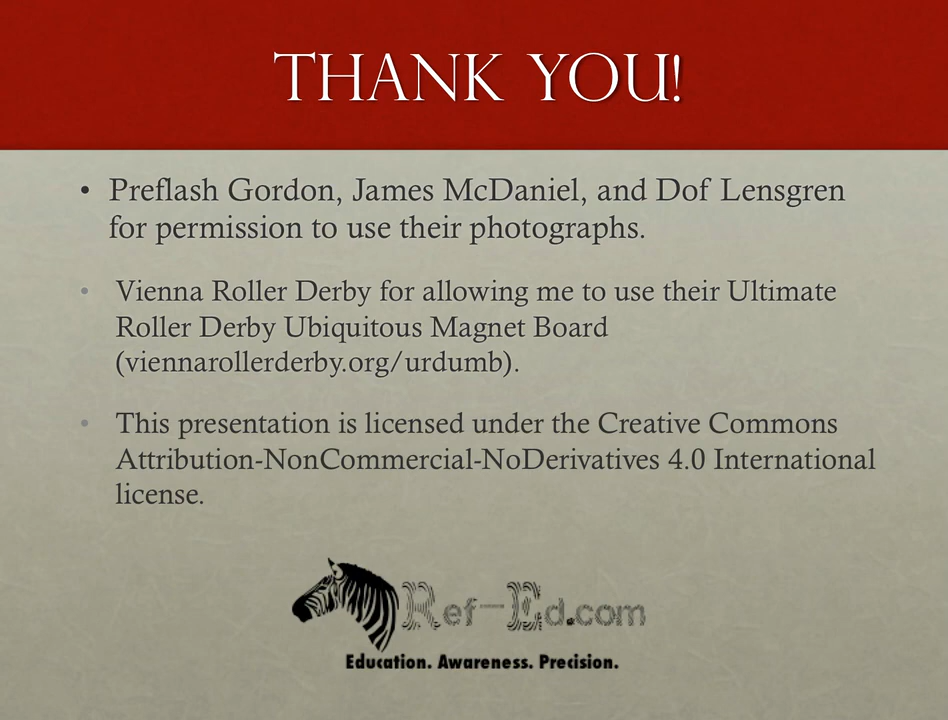 THANK YOU!
• Preflash Gordon, James McDaniel, and Dof Lensgren
for permission to use their photographs.
• Vienna Roller Derby for allowing me to use their Ultimate
Roller Derby Ubiquitous Magnet Board
(viennarollerderby.org/urdumb).
• This presentation is licensed under the Creative Commons
Attribution-NonCommercial-NoDerivatives 4.0 International
license.
Ref-Ed.com
Education. Awareness. Precision.